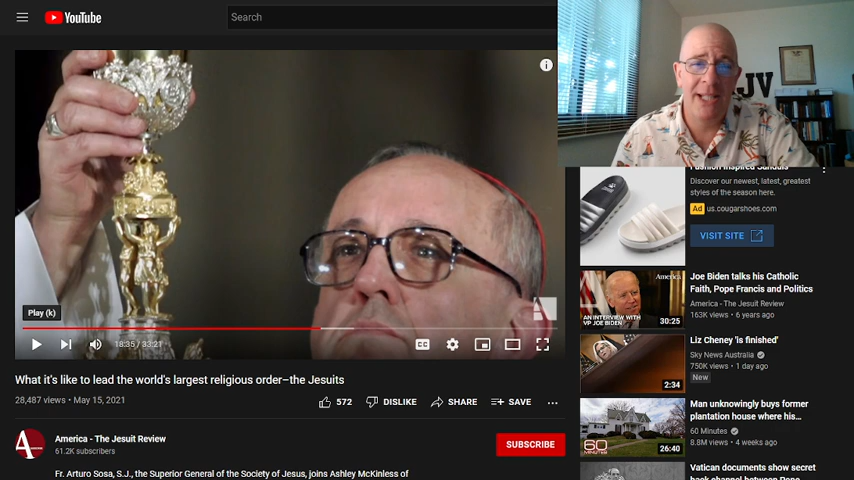 YouTube
Search
Play (k)
18:35 / 33:21
CC
What it's like to lead the world's largest religious order–the Jesuits
28,487 views • May 15, 2021
572
DISLIKE
SHARE
SAVE
America - The Jesuit Review
61.2K subscribers
SUBSCRIBE
Fr. Arturo Sosa, S.J., the Superior General of the Society of Jesus, joins Ashley McKinless of
JV
Fashion Inspired Sandals
Discover our newest, latest, greatest
styles of the season here.
Ad us.cougarshoes.com
VISIT SITE
America
AN INTERVIEW WITH
VP JOE BIDEN
30:25
Joe Biden talks his Catholic
Faith, Pope Francis and Politics
America - The Jesuit Review
163K Views • 6 years ago
2:34
Liz Cheney 'is finished'
Sky News Australia
750K views • 1 day ago
New
60
MINUTES
26:40
Man unknowingly buys former
plantation house where his...
60 Minutes
8.8M views • 4 weeks ago
Vatican documents show secret